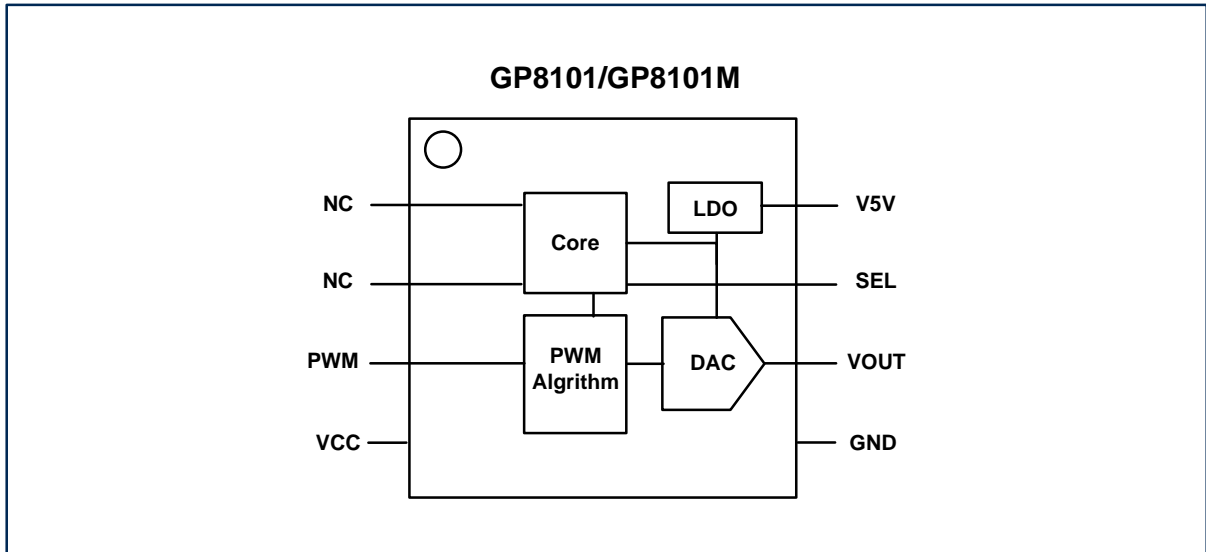 GP8101/GP8101M
NC
LDO
V5V
Core
NC
SEL
PWM
PWM
Algrithm
DAC
VOUT
VCC
GND